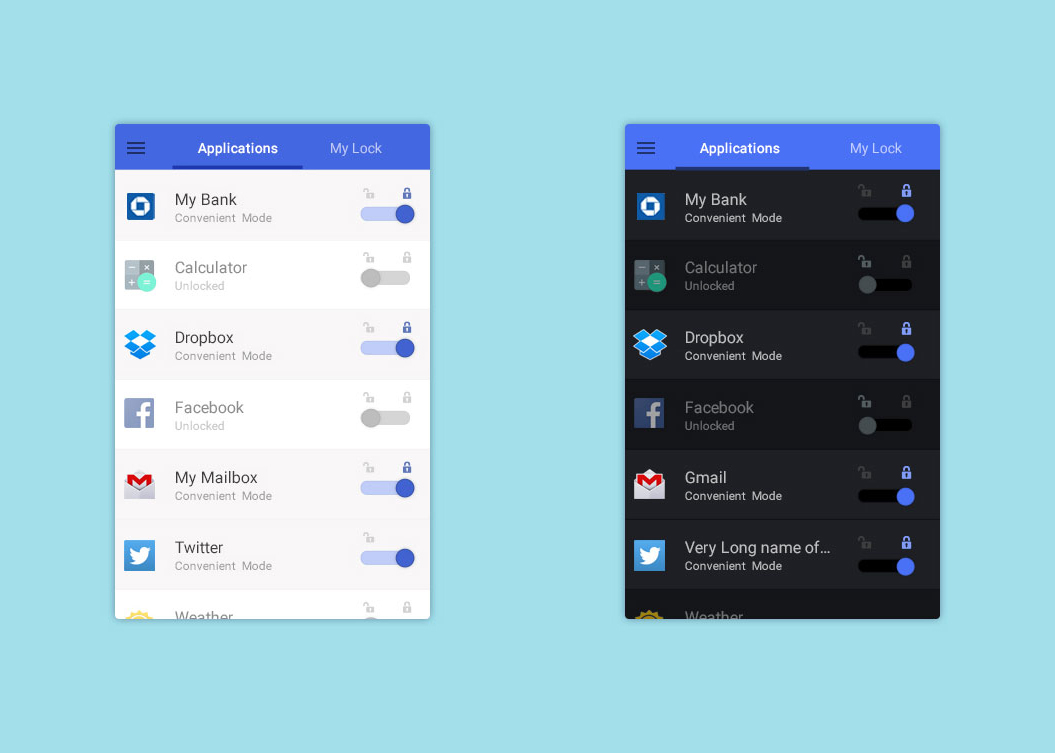 Applications
My Lock
My Bank
Convenient Mode
Calculator
Unlocked
Dropbox
Convenient Mode
Facebook
Unlocked
My Mailbox
Convenient Mode
Twitter
Convenient Mode
Weather
Applications
My Lock
My Bank
Convenient Mode
Calculator
Unlocked
Dropbox
Convenient Mode
Facebook
Unlocked
Gmail
Convenient Mode
Very Long name of...
Convenient Mode
Weather